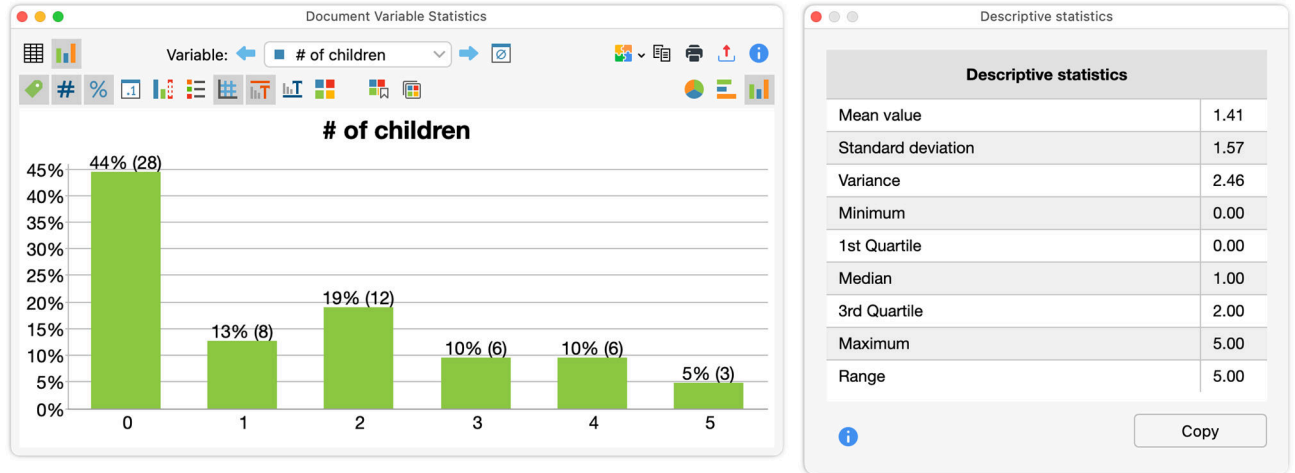 Document Variable Statistics
Variable: # of children
# % .1
# of children
45%
40%
35%
30%
25%
20%
15%
10%
5%
0%
44% (28)
13% (8)
19% (12)
10% (6)
10% (6)
5% (3)
0 1 2 3 4 5
Descriptive statistics
Descriptive statistics
Mean value 1.41
Standard deviation 1.57
Variance 2.46
Minimum 0.00
1st Quartile 0.00
Median 1.00
3rd Quartile 2.00
Maximum 5.00
Range 5.00
Copy